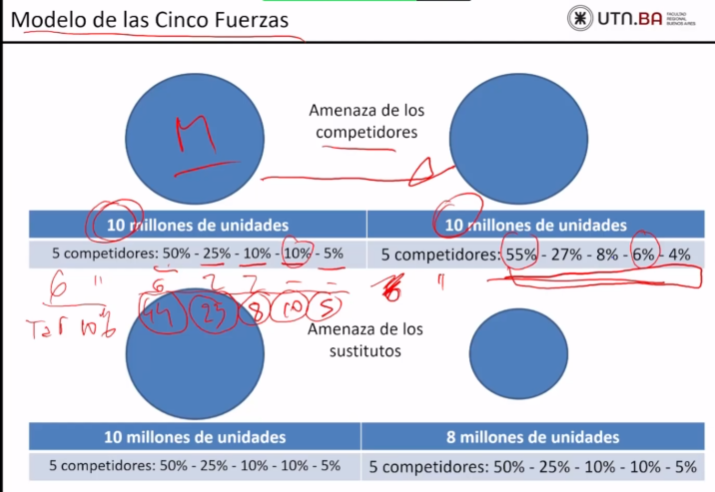 Modelo de las Cinco Fuerzas
UTN.BA
FACULTAD
REGIONAL
BUENOS AIRES
M
Amenaza de los
competidores
10 millones de unidades
10 millones de unidades
5 competidores: 50% - 25% - 10% - 10% - 5%
5 competidores: 55% - 27% - 8% - 6% - 4%
6 "
6 2 2 - -
6 "
Tar 10%
44 23 8 10 5
Amenaza de los
sustitutos
10 millones de unidades
8 millones de unidades
5 competidores: 50% - 25% - 10% - 10% - 5%
5 competidores: 50% - 25% - 10% - 10% - 5%